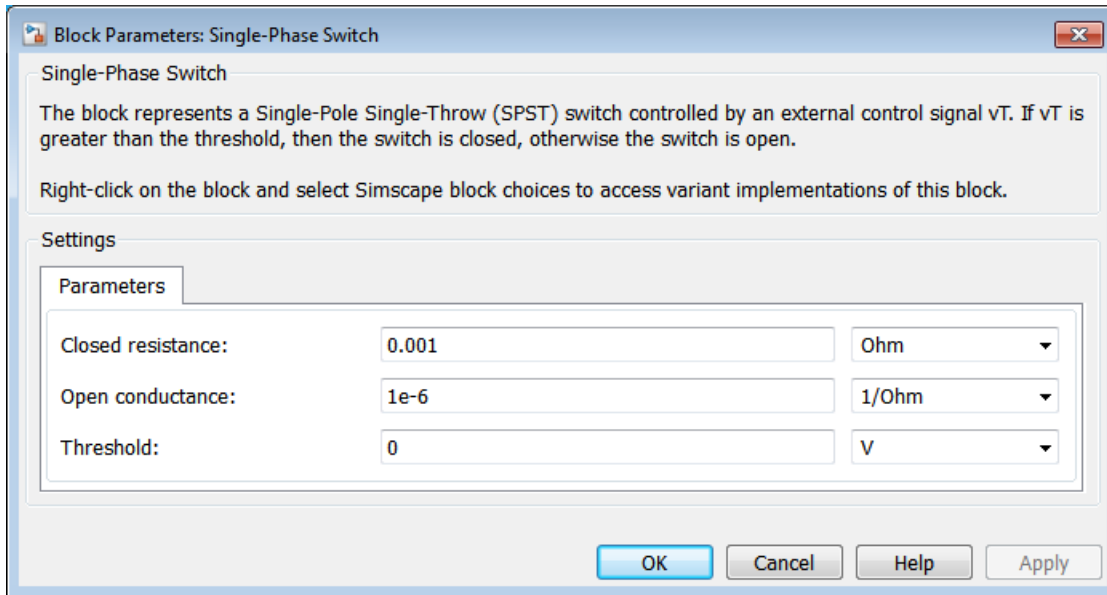 Block Parameters: Single-Phase Switch
Single-Phase Switch
The block represents a Single-Pole Single-Throw (SPST) switch controlled by an external control signal vT. If vT is
greater than the threshold, then the switch is closed, otherwise the switch is open.
Right-click on the block and select Simscape block choices to access variant implementations of this block.
Settings
Parameters
Closed resistance: 0.001 Ohm
Open conductance: 1e-6 1/Ohm
Threshold: 0 V
OK Cancel Help Apply